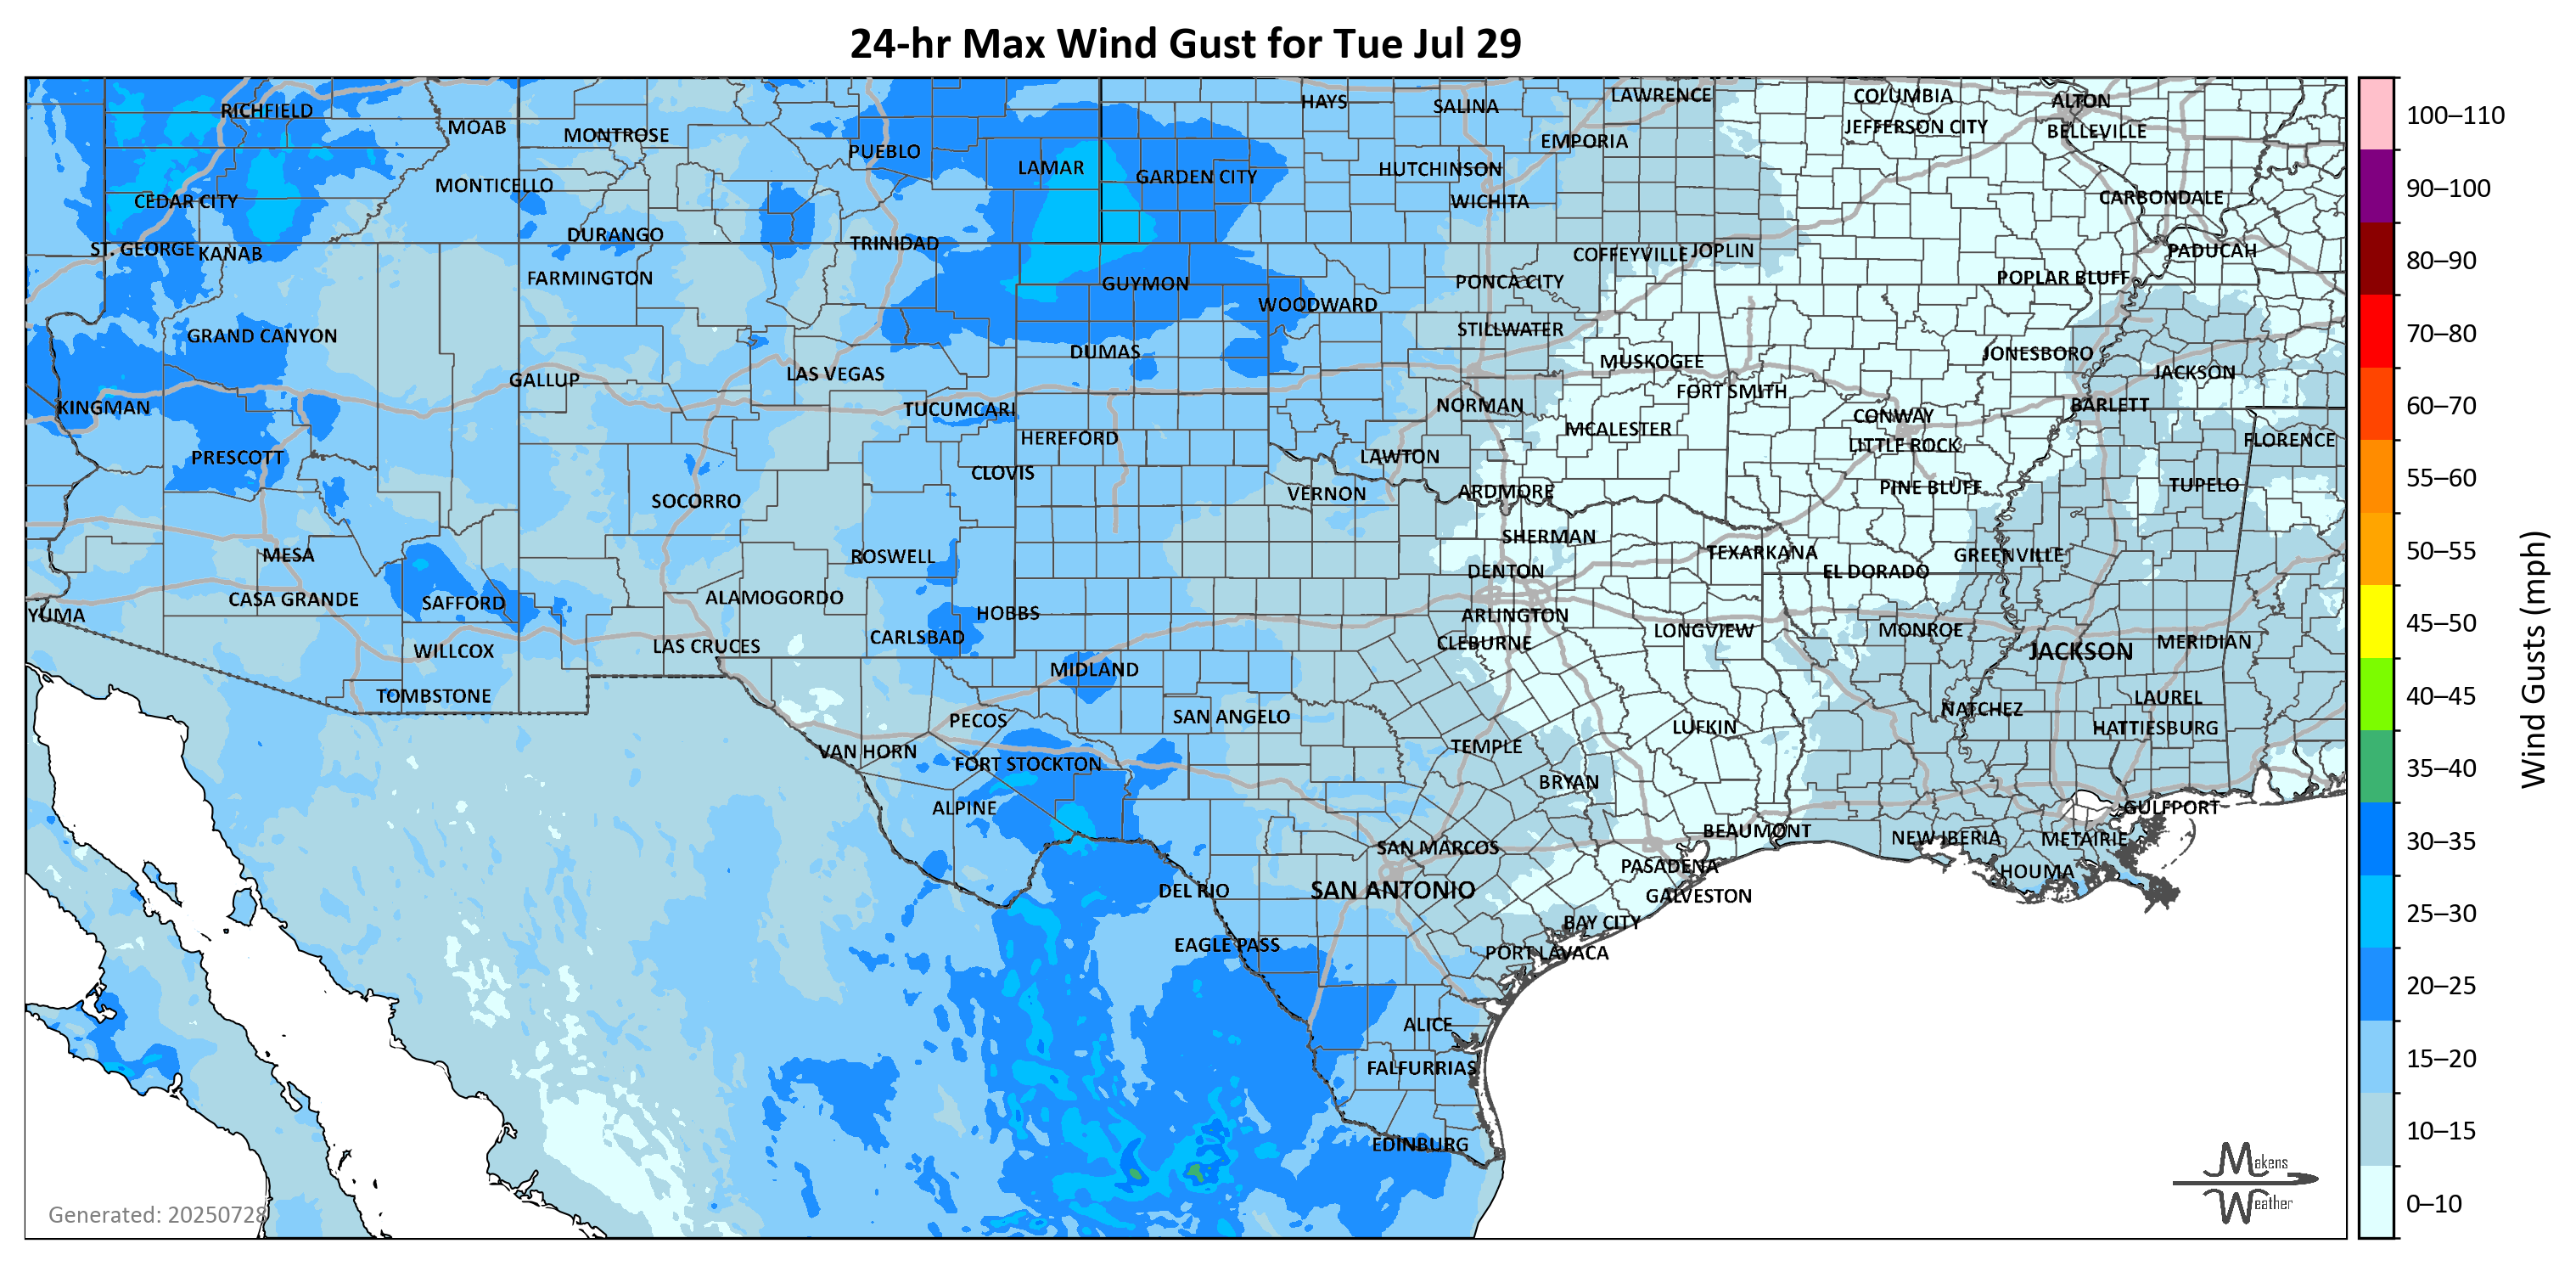 24-hr Max Wind Gust for Tue Jul 29
RICHFIELD
MOAB
MONTROSE
PUEBLO
LAMAR
GARDEN CITY
HAYS
SALINA
LAWRENCE
EMPORIA
COLUMBIA
JEFFERSON CITY
ALTON
BELLEVILLE
HUTCHINSON
WICHITA
MONTICELLO
CEDAR CITY
CARBONDALE
ST. GEORGE
KANAB
DURANGO
TRINIDAD
COFFEYVILLE
JOPLIN
PADUCAH
FARMINGTON
GUYMON
WOODWARD
PONCA CITY
POPLAR BLUFF
GRAND CANYON
STILLWATER
DUMAS
MUSKOGEE
JONESBORO
GALLUP
LAS VEGAS
JACKSON
KINGMAN
TUCUMCARI
NORMAN
FORT SMITH
CONWAY
BARLETT
HEREFORD
MCALESTER
LITTLE ROCK
FLORENCE
PRESCOTT
CLOVIS
LAWTON
SOCORRO
VERNON
ARDMORE
PINE BLUFF
TUPELO
MESA
ROSWELL
SHERMAN
TEXARKANA
GREENVILLE
DENTON
EL DORADO
YUMA
CASA GRANDE
SAFFORD
ALAMOGORDO
HOBBS
ARLINGTON
WILLCOX
LAS CRUCES
CARLSBAD
CLEBURNE
LONGVIEW
MONROE
JACKSON
MERIDIAN
TOMBSTONE
MIDLAND
PECOS
SAN ANGELO
LUFKIN
NATCHEZ
LAUREL
HATTIESBURG
VAN HORN
FORT STOCKTON
TEMPLE
BRYAN
ALPINE
GULFPORT
SAN MARCOS
BEAUMONT
NEW IBERIA
METAIRIE
PASADENA
HOUMA
DEL RIO
SAN ANTONIO
GALVESTON
BAY CITY
EAGLE PASS
PORT LAVACA
ALICE
FALFURRIAS
EDINBURG
Generated: 20250728
Makens
Weather
100–110
90–100
80–90
70–80
60–70
55–60
50–55
45–50
40–45
35–40
30–35
25–30
20–25
15–20
10–15
0–10
Wind Gusts (mph)